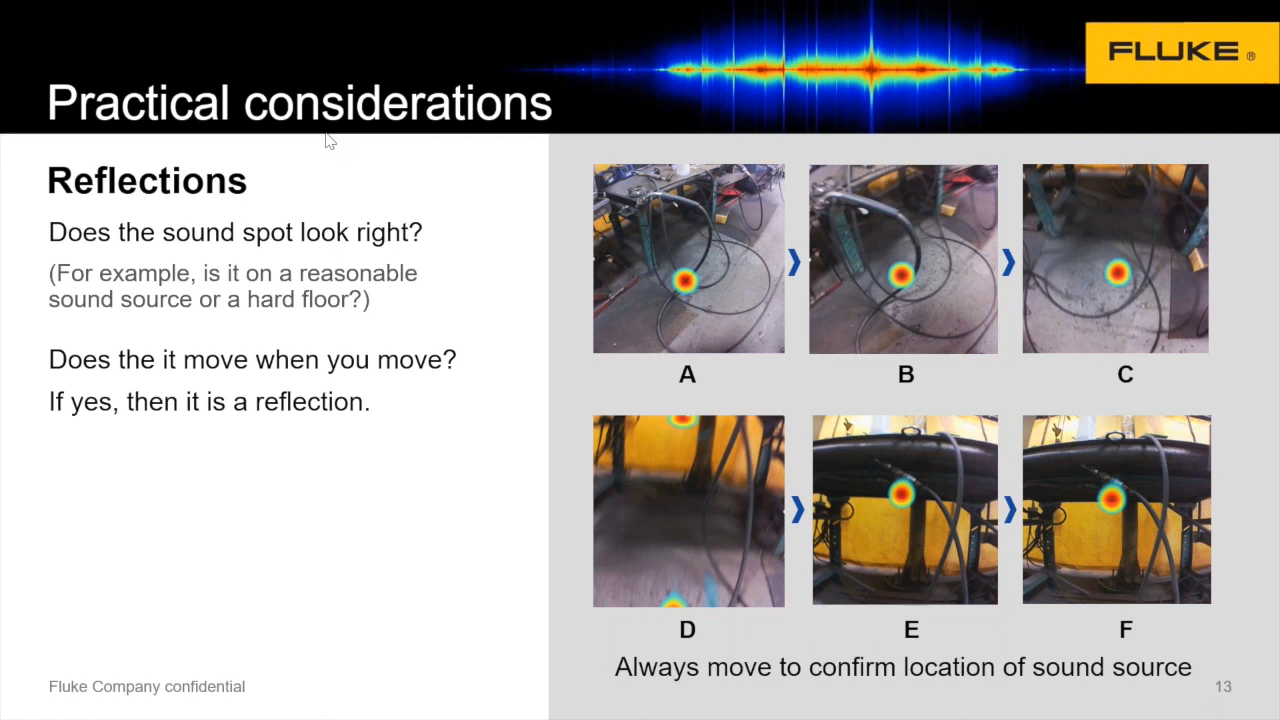 FLUKE ®
Practical considerations
Reflections
Does the sound spot look right?
(For example, is it on a reasonable
sound source or a hard floor?)
Does the it move when you move?
If yes, then it is a reflection.
A
B
C
D
E
F
Always move to confirm location of sound source
Fluke Company confidential
13